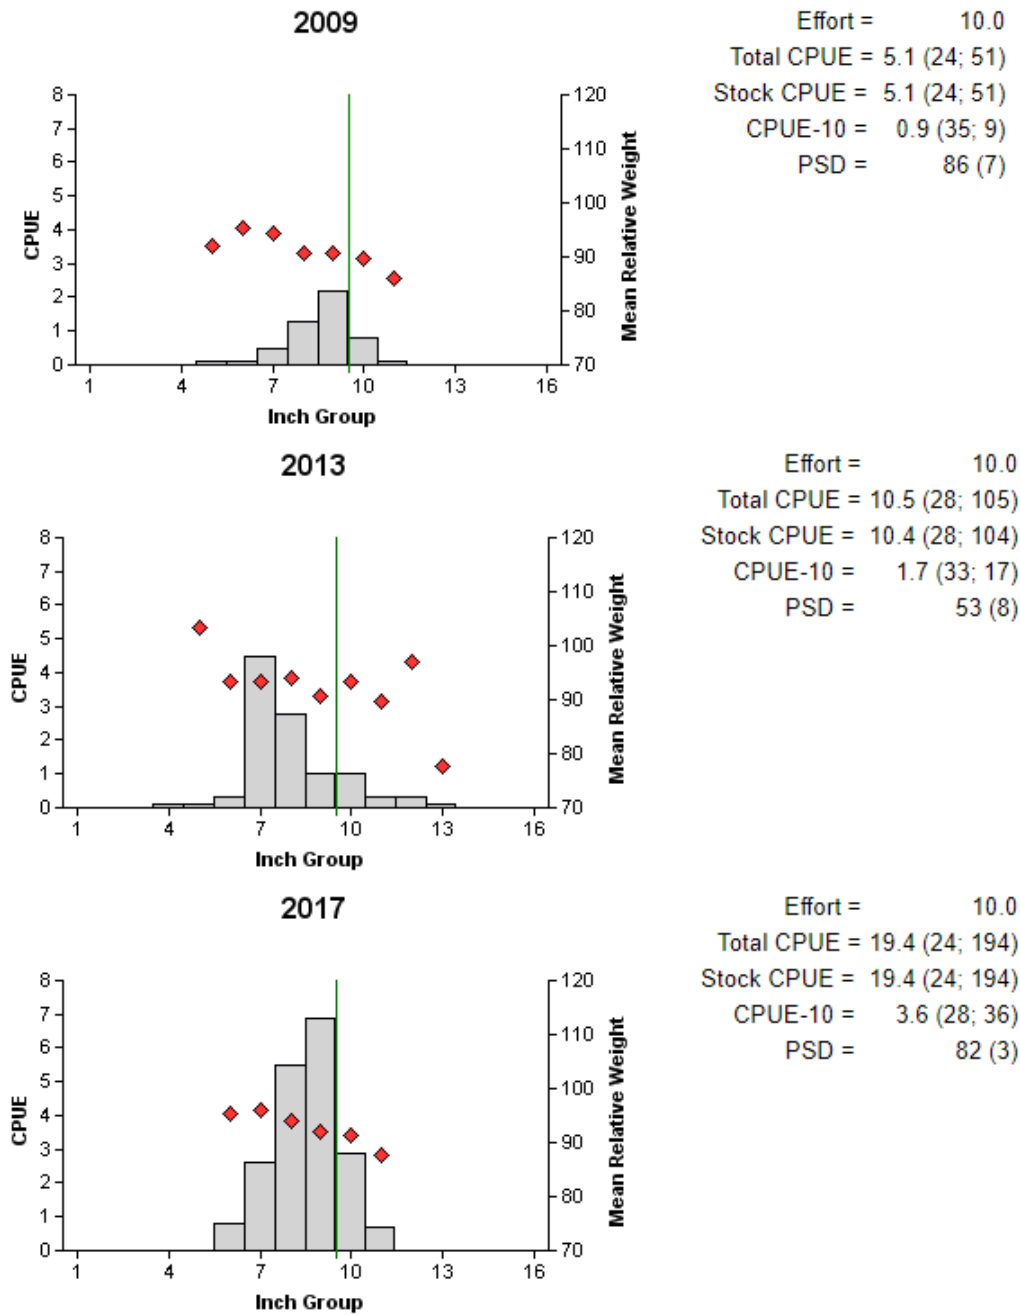 2009
Effort = 10.0
Total CPUE = 5.1 (24; 51)
Stock CPUE = 5.1 (24; 51)
CPUE-10 = 0.9 (35; 9)
PSD = 86 (7)
8
7
6
5
4
3
2
1
0
CPUE
120
110
100
90
80
70
Mean Relative Weight
1 4 7 10 13 16
Inch Group
2013
Effort = 10.0
Total CPUE = 10.5 (28; 105)
Stock CPUE = 10.4 (28; 104)
CPUE-10 = 1.7 (33; 17)
PSD = 53 (8)
8
7
6
5
4
3
2
1
0
CPUE
120
110
100
90
80
70
Mean Relative Weight
1 4 7 10 13 16
Inch Group
2017
Effort = 10.0
Total CPUE = 19.4 (24; 194)
Stock CPUE = 19.4 (24; 194)
CPUE-10 = 3.6 (28; 36)
PSD = 82 (3)
8
7
6
5
4
3
2
1
0
CPUE
120
110
100
90
80
70
Mean Relative Weight
1 4 7 10 13 16
Inch Group